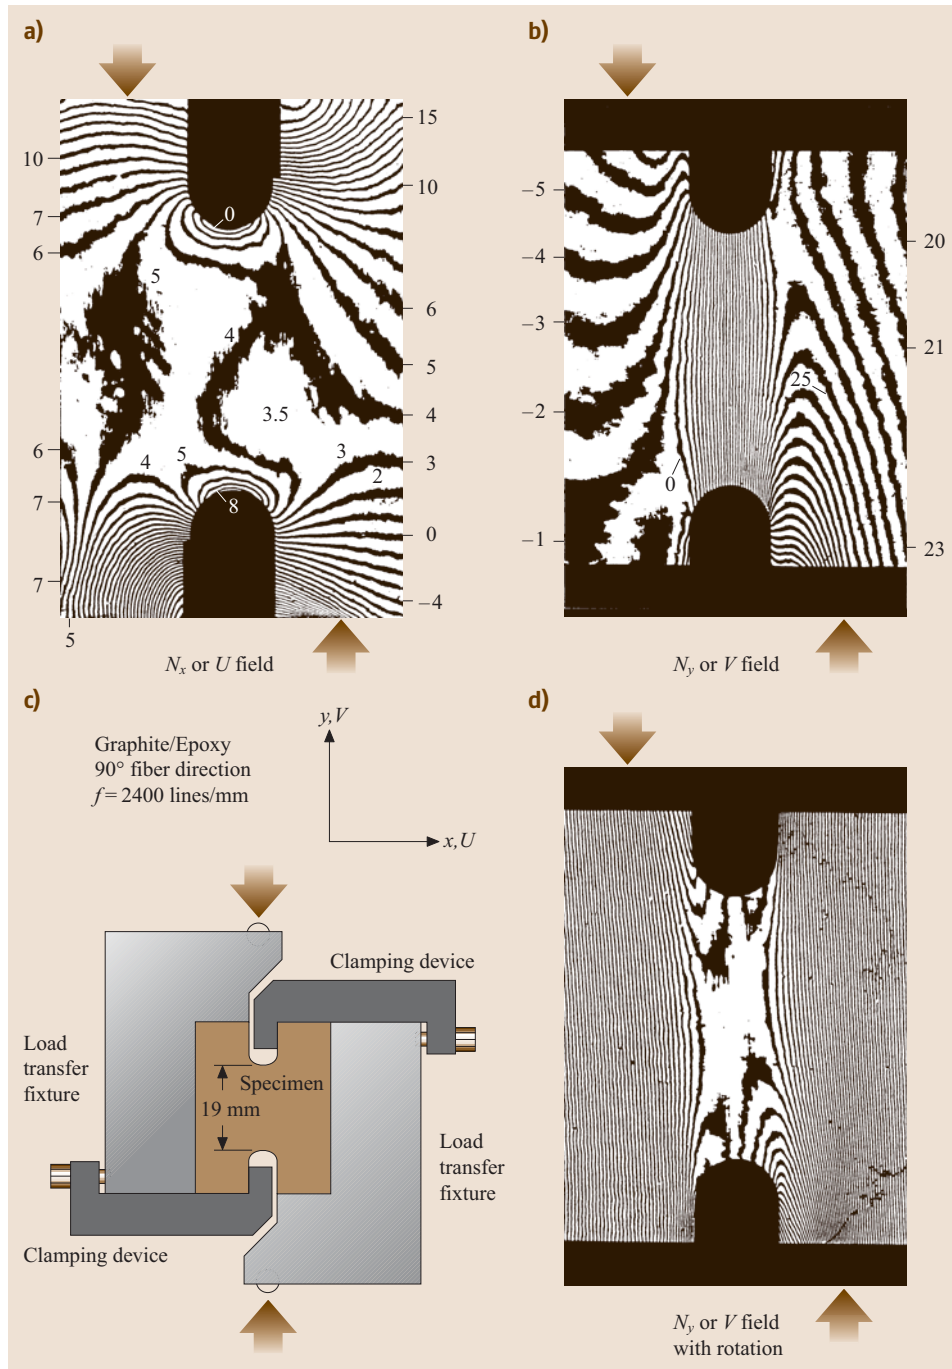 a)
10
7
6
6
7
7
5
0
5
4
3.5
4
5
3
2
8
15
10
6
5
4
3
0
−4
Nx or U field
b)
−5
−4
−3
−2
−1
0
25
20
21
23
Ny or V field
c)
Graphite/Epoxy
90° fiber direction
f = 2400 lines/mm
y, V
x, U
Clamping device
Load
transfer
fixture
Specimen
19 mm
Load
transfer
fixture
Clamping device
d)
Ny or V field
with rotation